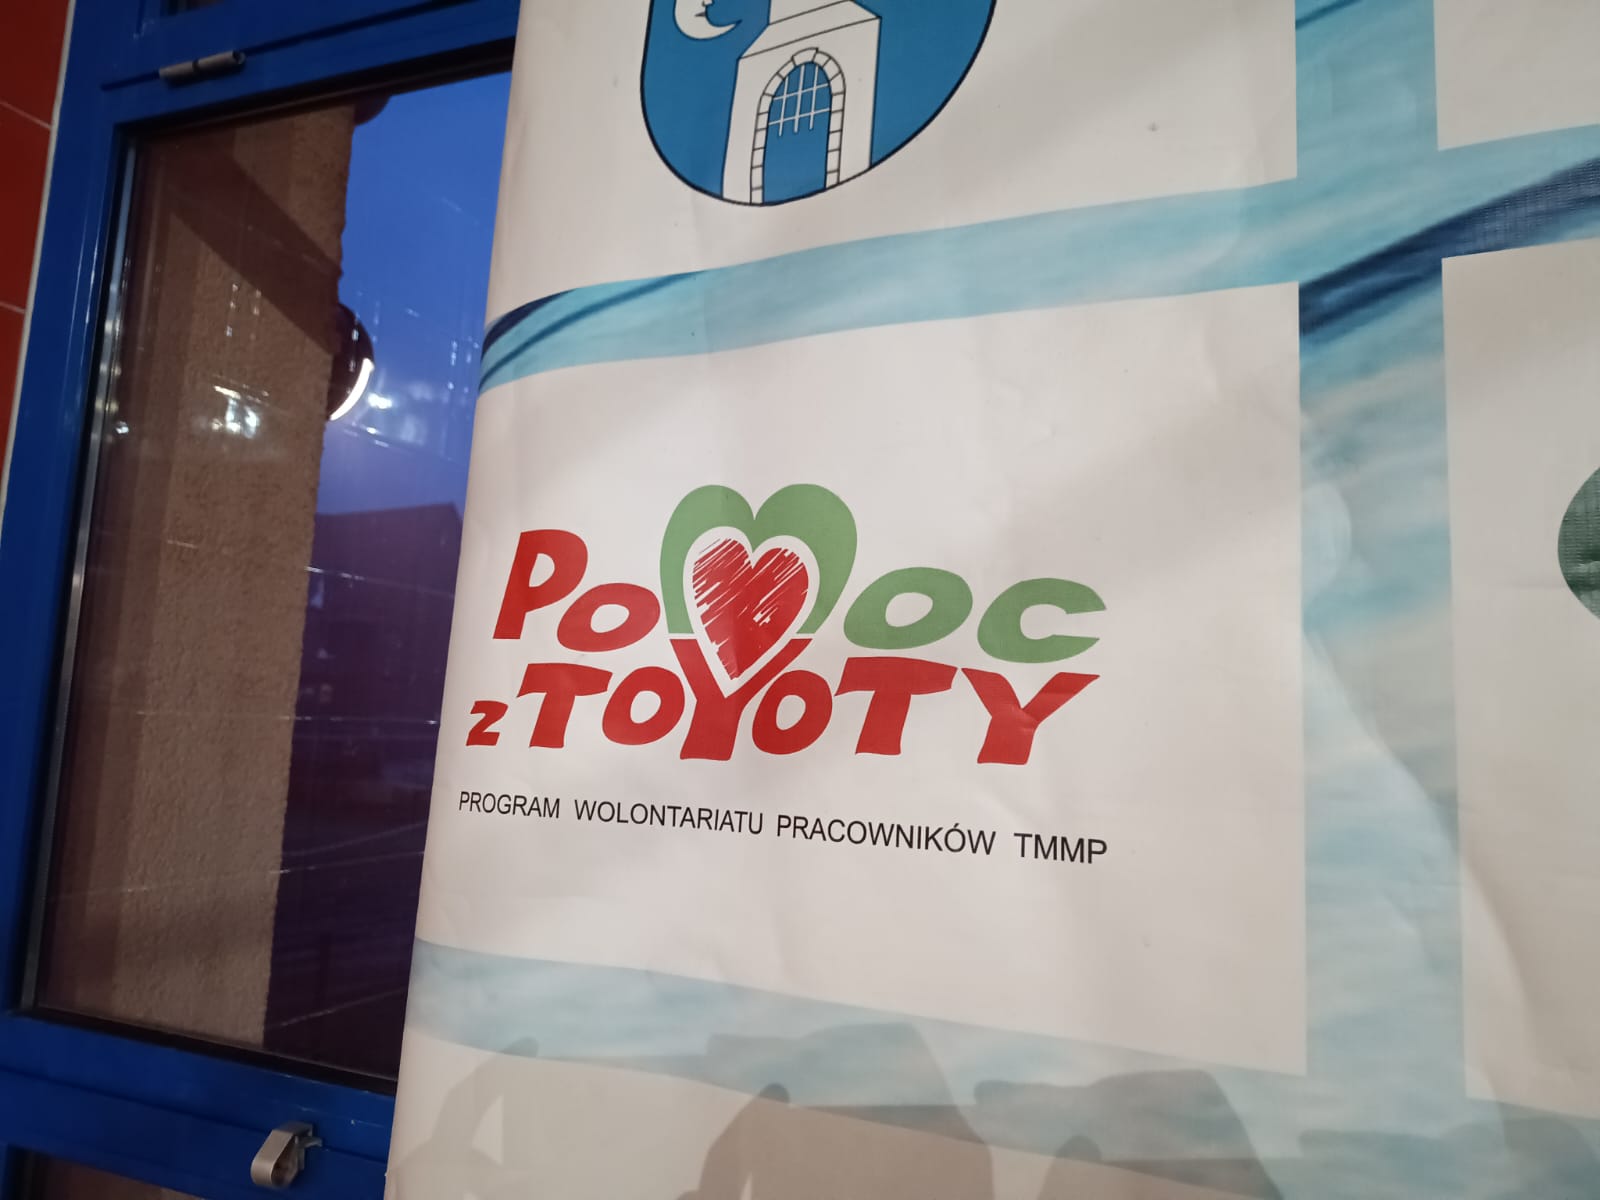 POMOC
Z TOYOTY
PROGRAM WOLONTARIATU PRACOWNIKÓW TMMP